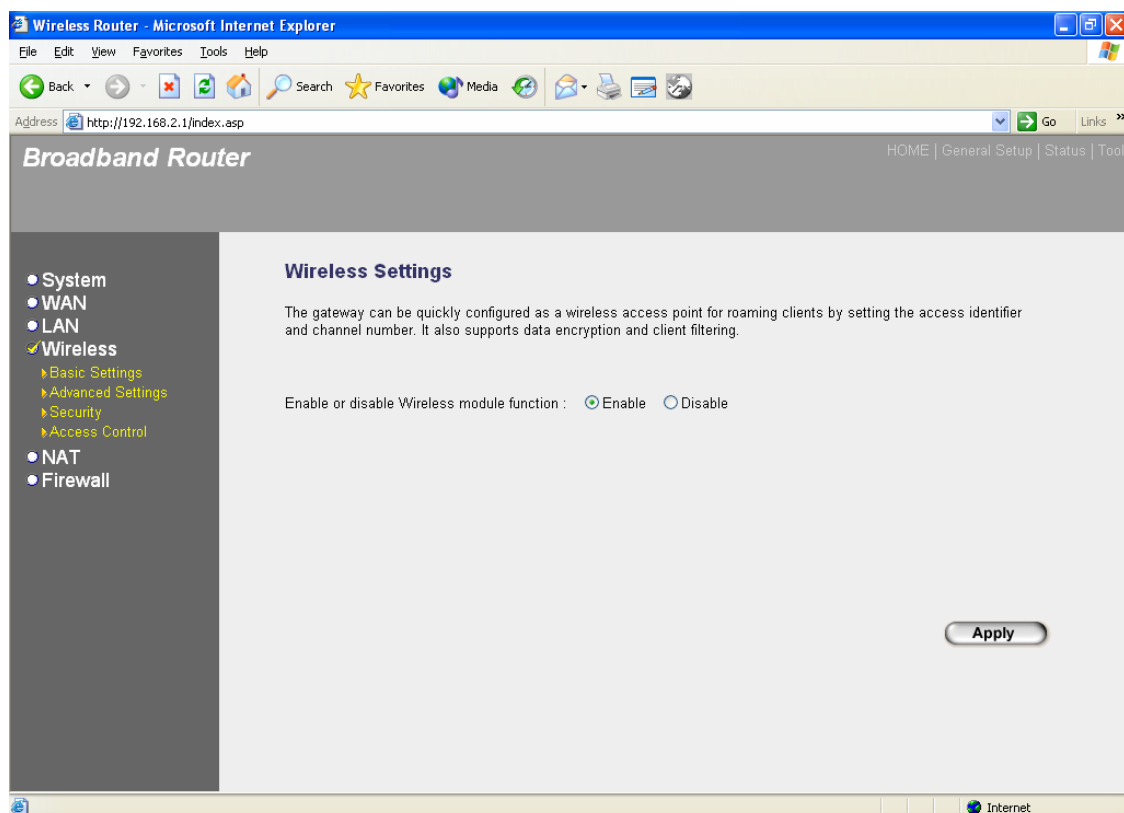 Wireless Router - Microsoft Internet Explorer
File Edit View Favorites Tools Help
Back Search Favorites Media
Address http://192.168.2.1/index.asp Go Links »
Broadband Router
HOME | General Setup | Status | Tool
System
WAN
LAN
Wireless
Basic Settings
Advanced Settings
Security
Access Control
NAT
Firewall
Wireless Settings
The gateway can be quickly configured as a wireless access point for roaming clients by setting the access identifier
and channel number. It also supports data encryption and client filtering.
Enable or disable Wireless module function : Enable Disable
Apply
Internet